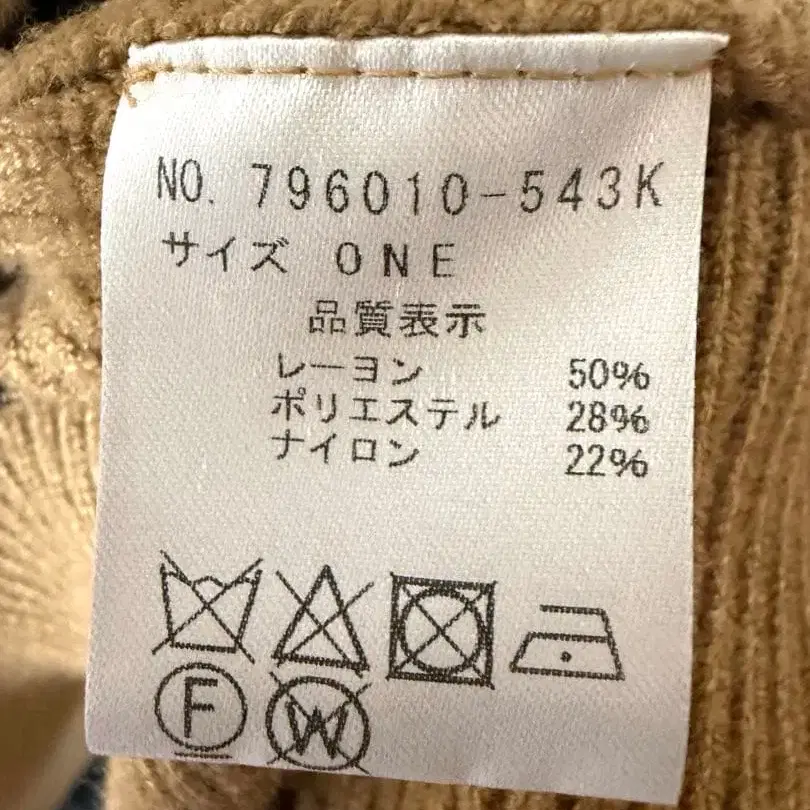 NO. 796010-543K
サイズ ONE
品質表示
レーヨン 50%
ポリエステル 28%
ナイロン 22%
F W